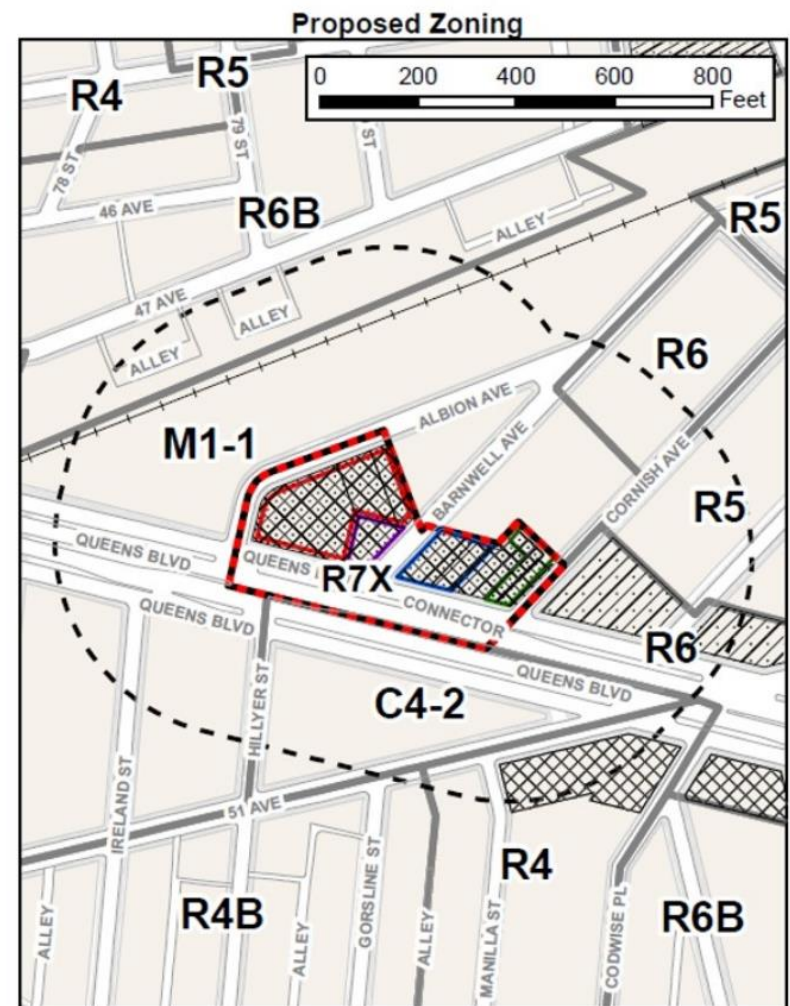 Proposed Zoning
0 200 400 600 800
Feet
R5
R4
79 ST
ST
78 ST
46 AVE
R6B
ALLEY
R5
47 AVE
ALLEY
ALLEY
R6
ALBION AVE
M1-1
BARNWELL AVE
CORNISH AVE
R5
QUEENS BLVD
QUEENS
R7X
CONNECTOR
QUEENS BLVD
R6
QUEENS BLVD
C4-2
HILLYER ST
IRELAND ST
51 AVE
R4
R4B
GORSLINE ST
R6B
ALLEY
ALLEY
ALLEY
MANILLA ST
CODWISE PL